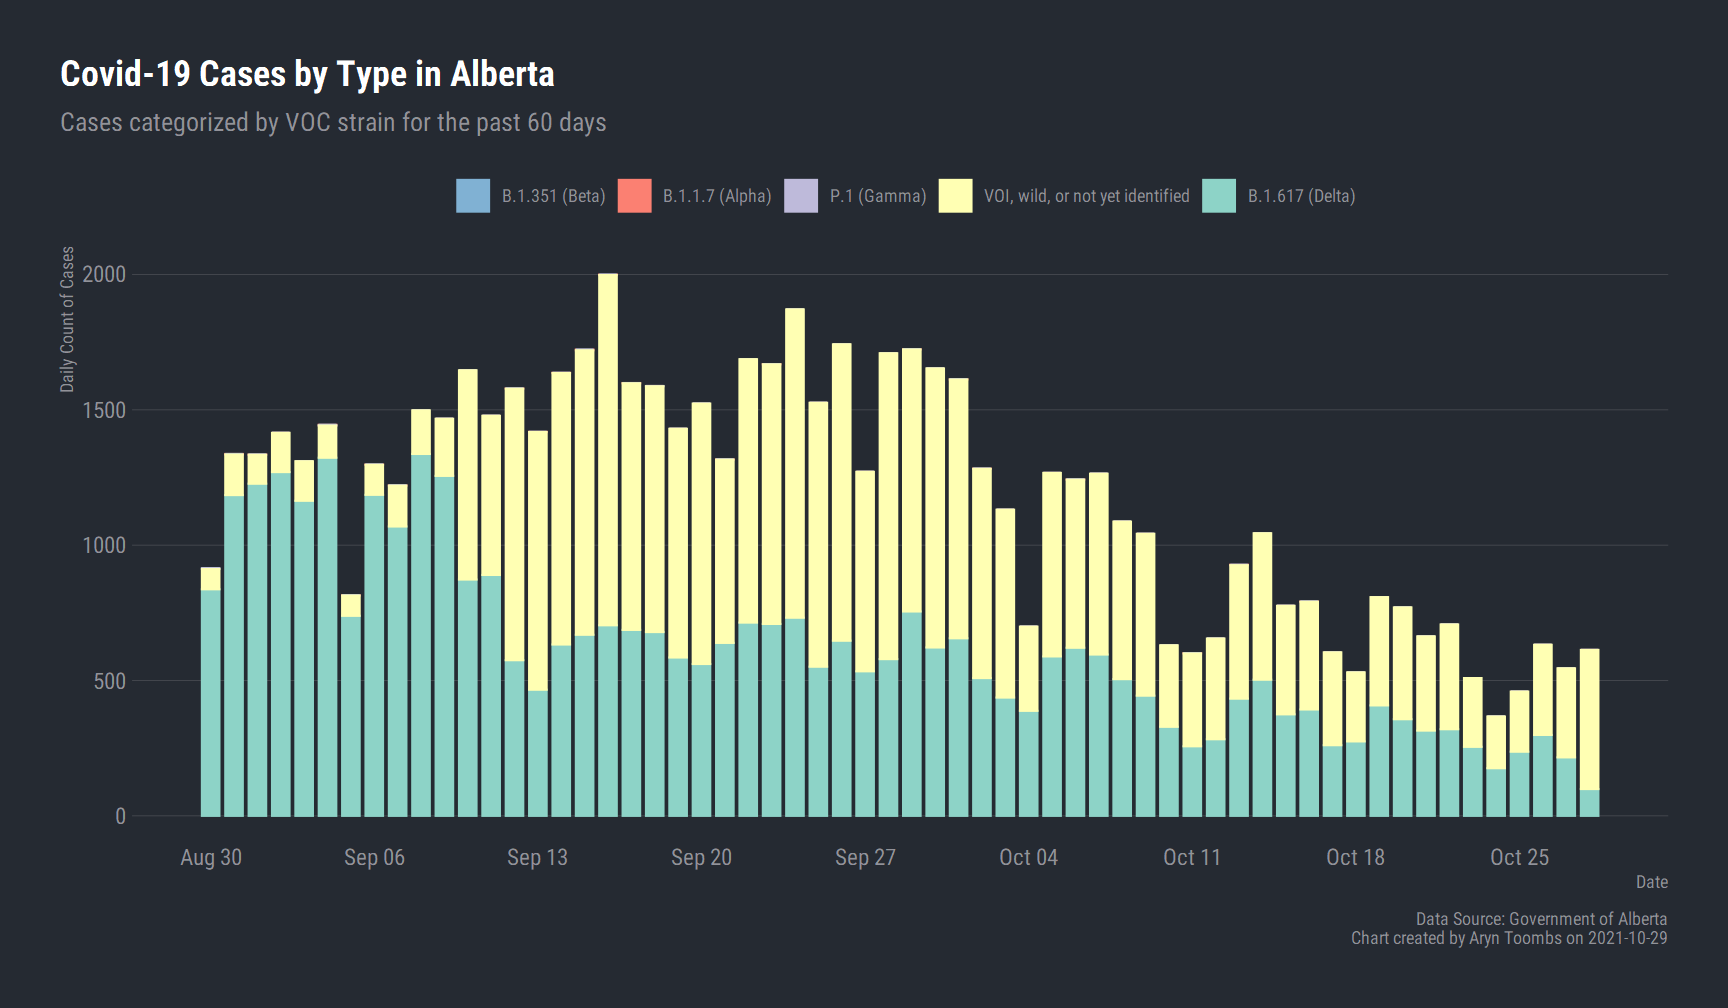 Covid-19 Cases by Type in Alberta
Cases categorized by VOC strain for the past 60 days
B.1.351 (Beta) B.1.1.7 (Alpha) P.1 (Gamma) VOI, wild, or not yet identified B.1.617 (Delta)
Daily Count of Cases
2000
1500
1000
500
0
Aug 30 Sep 06 Sep 13 Sep 20 Sep 27 Oct 04 Oct 11 Oct 18 Oct 25
Date
Data Source: Government of Alberta
Chart created by Aryn Toombs on 2021-10-29